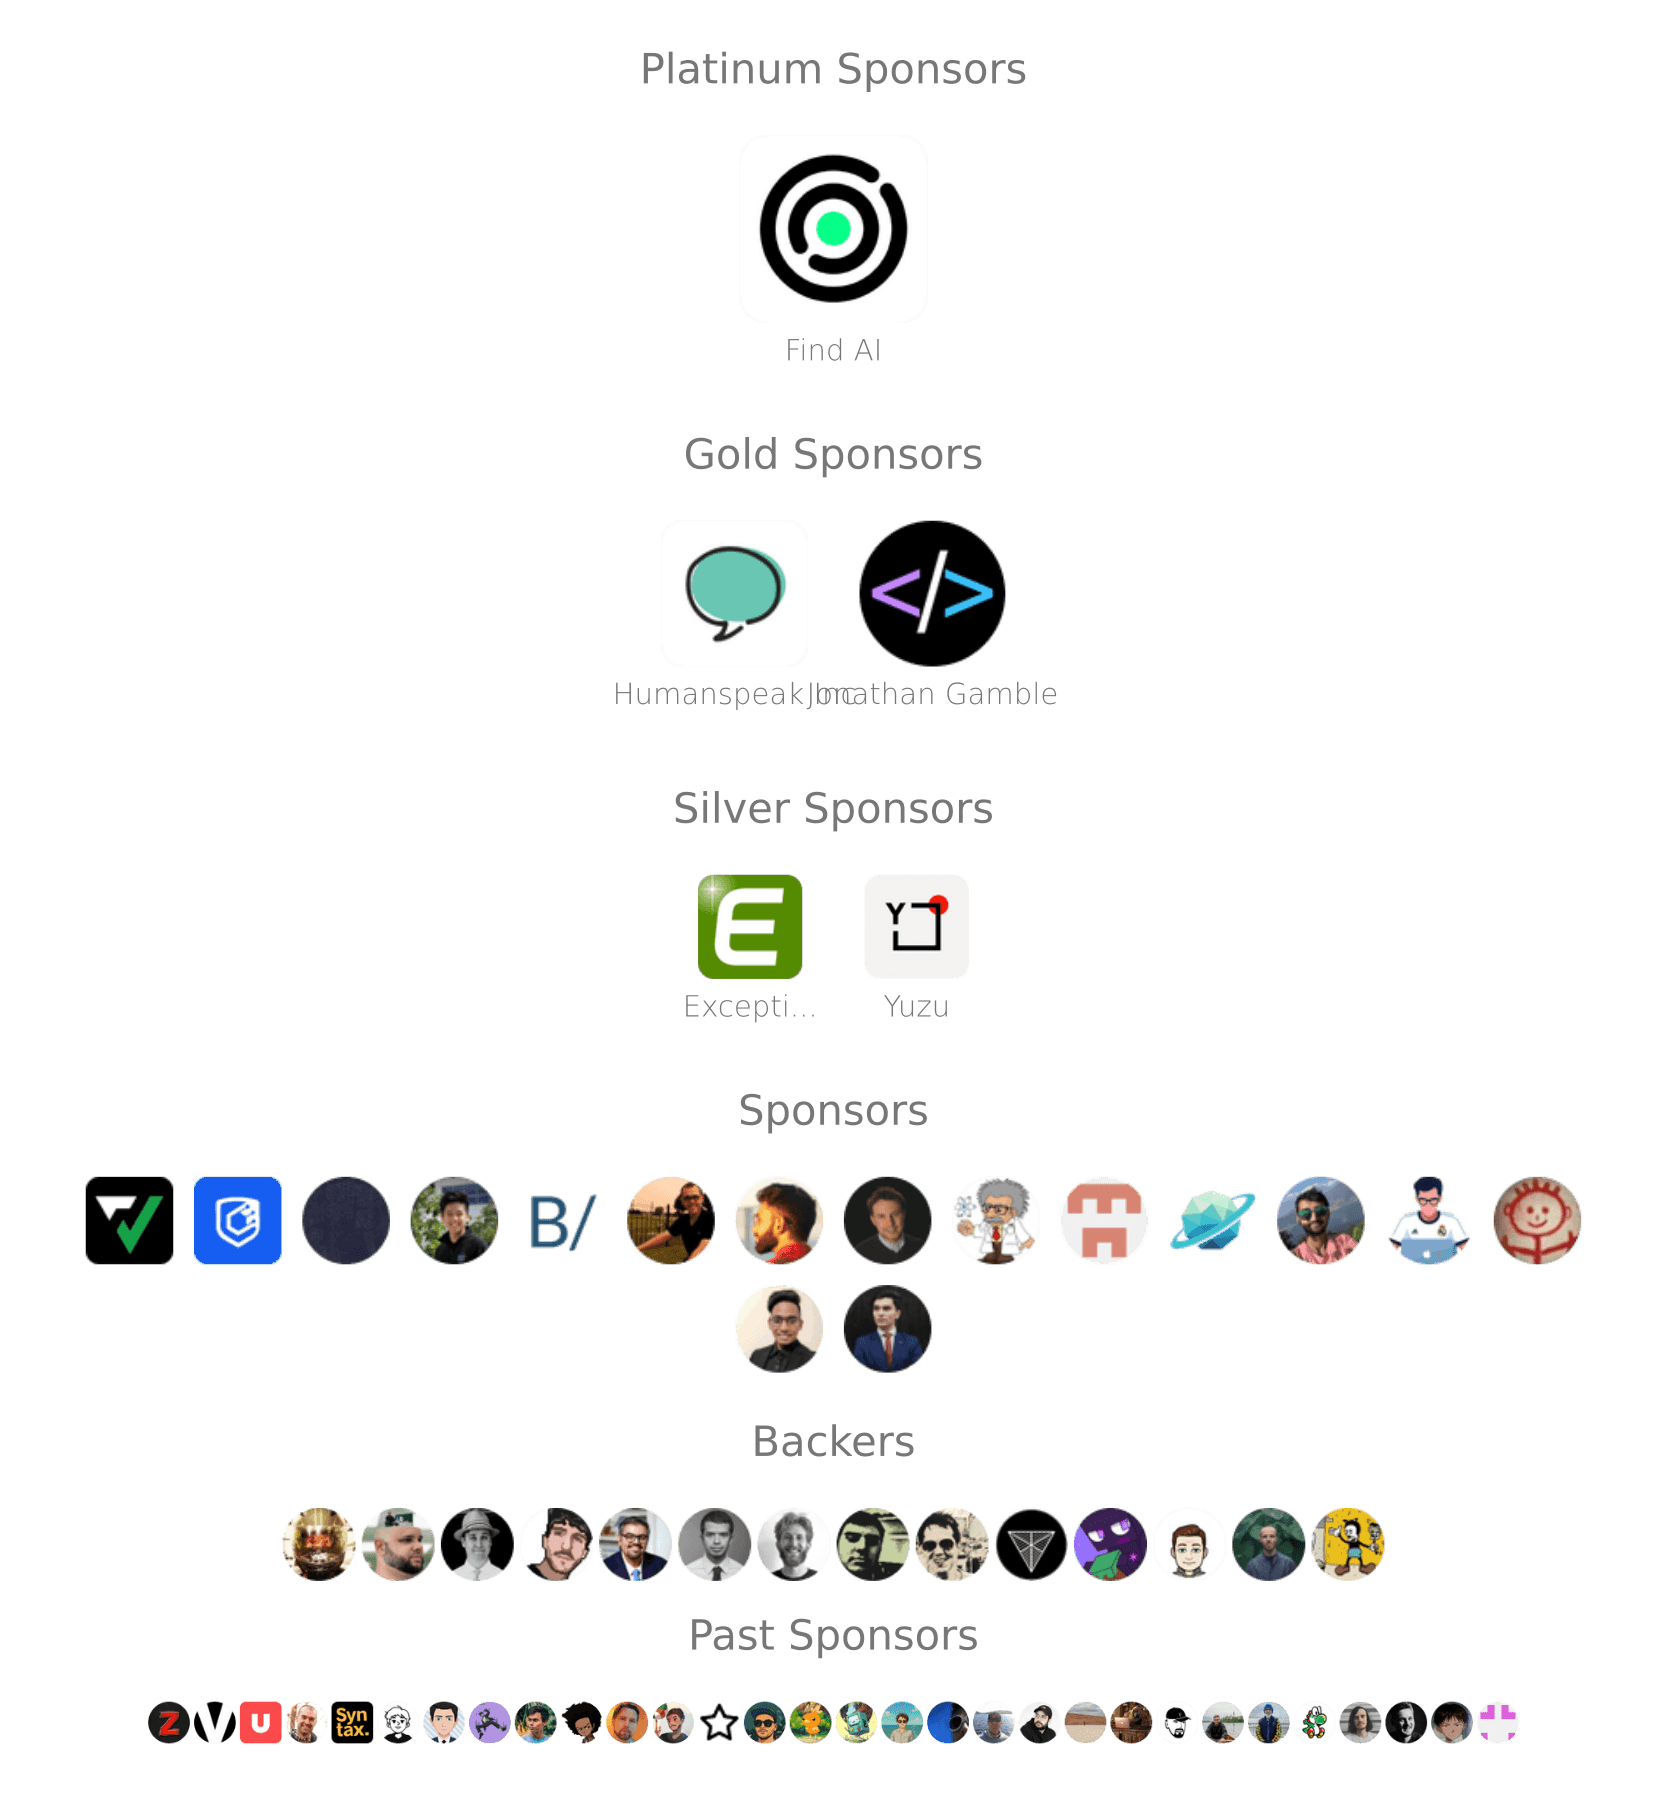 Platinum Sponsors
Find AI
Gold Sponsors
Humanspeak Inc
Jonathan Gamble
Silver Sponsors
E
Y
Excepti...
Yuzu
Sponsors
B/
Backers
Past Sponsors
Z
V
U
Syn
tax.